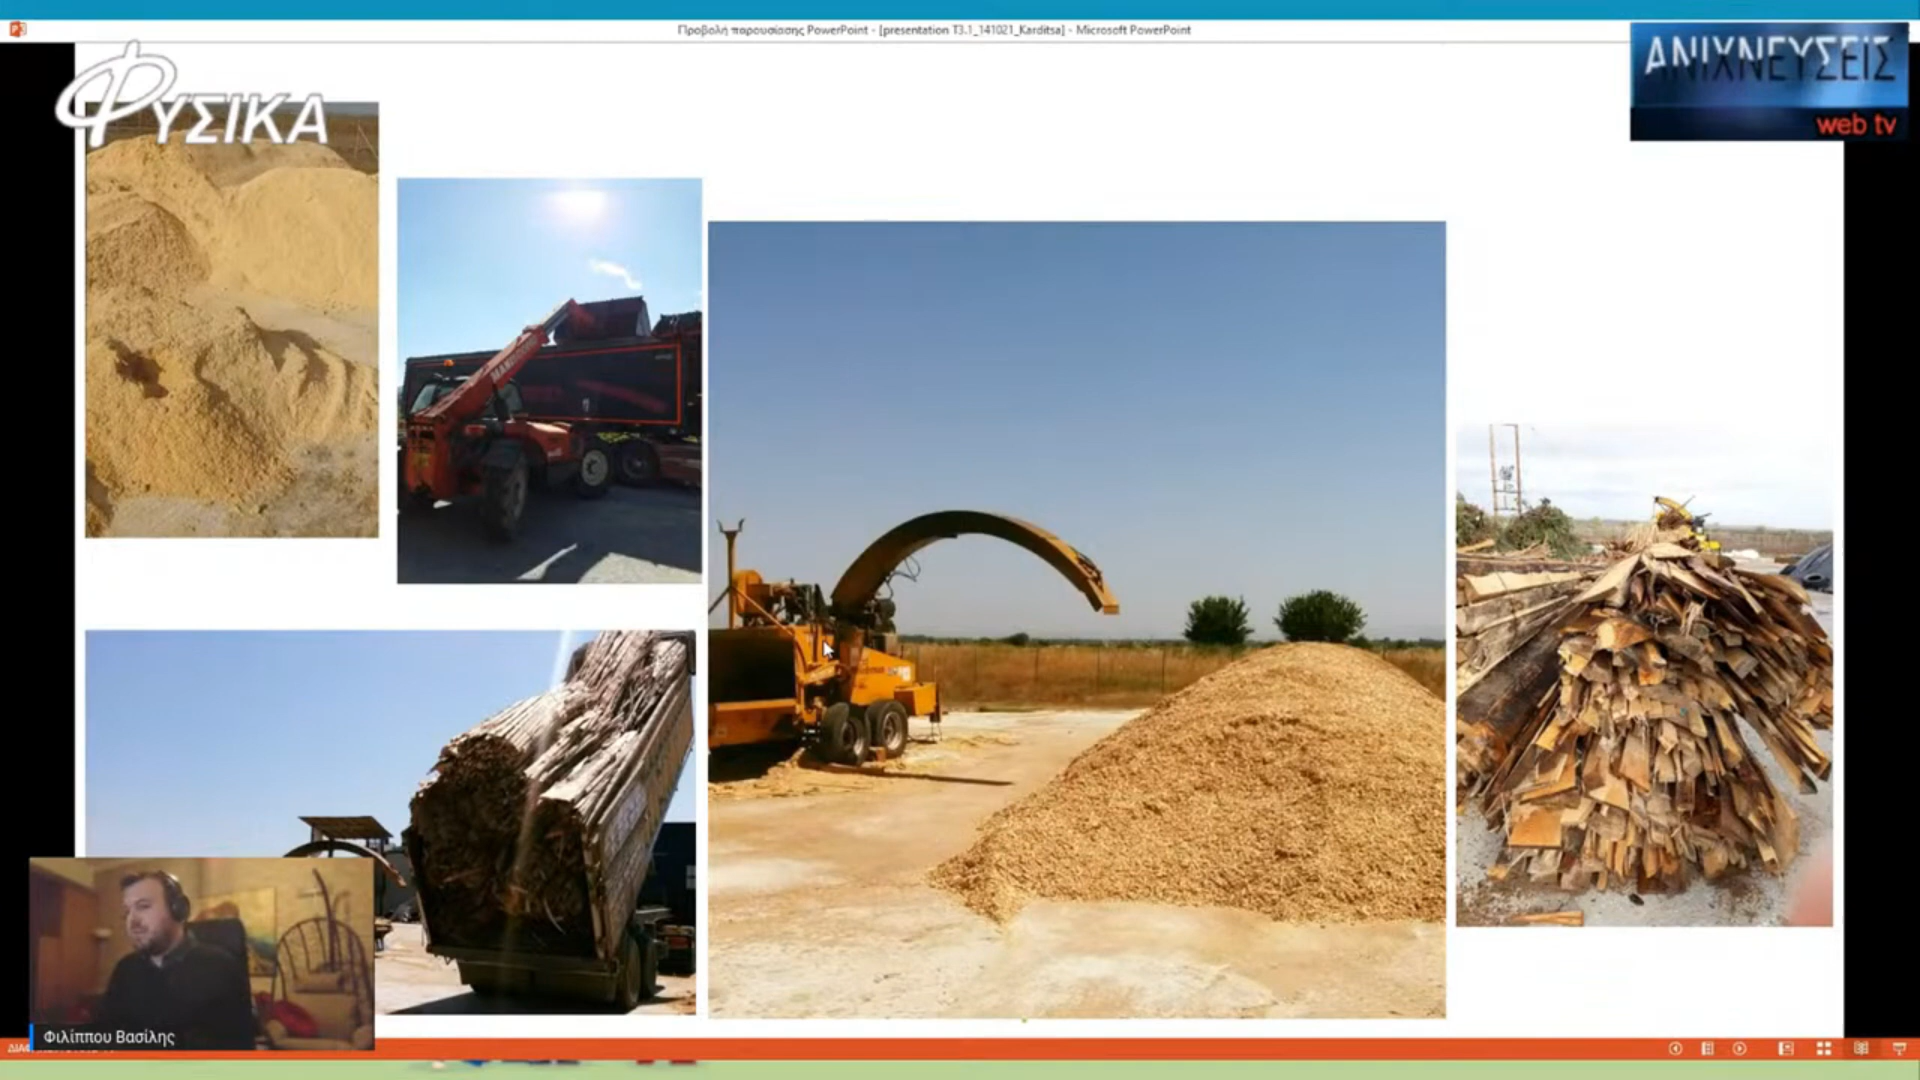 Προβολή παρουσίασης PowerPoint - [presentation T3.1_141021_Karditsa] - Microsoft PowerPoint
ΦΥΣΙΚΑ
ΑΝΙΧΝΕΥΣΕΙΣ
web tv
Φιλίππου Βασίλης